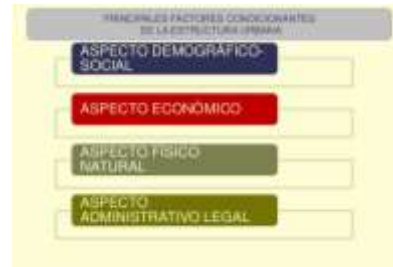 PRINCIPALES FACTORES CONDICIONANTES
DE LA ESTRUCTURA URBANA
ASPECTO DEMOGRÁFICO-
SOCIAL
ASPECTO ECONÓMICO
ASPECTO FÍSICO
NATURAL
ASPECTO
ADMINISTRATIVO LEGAL